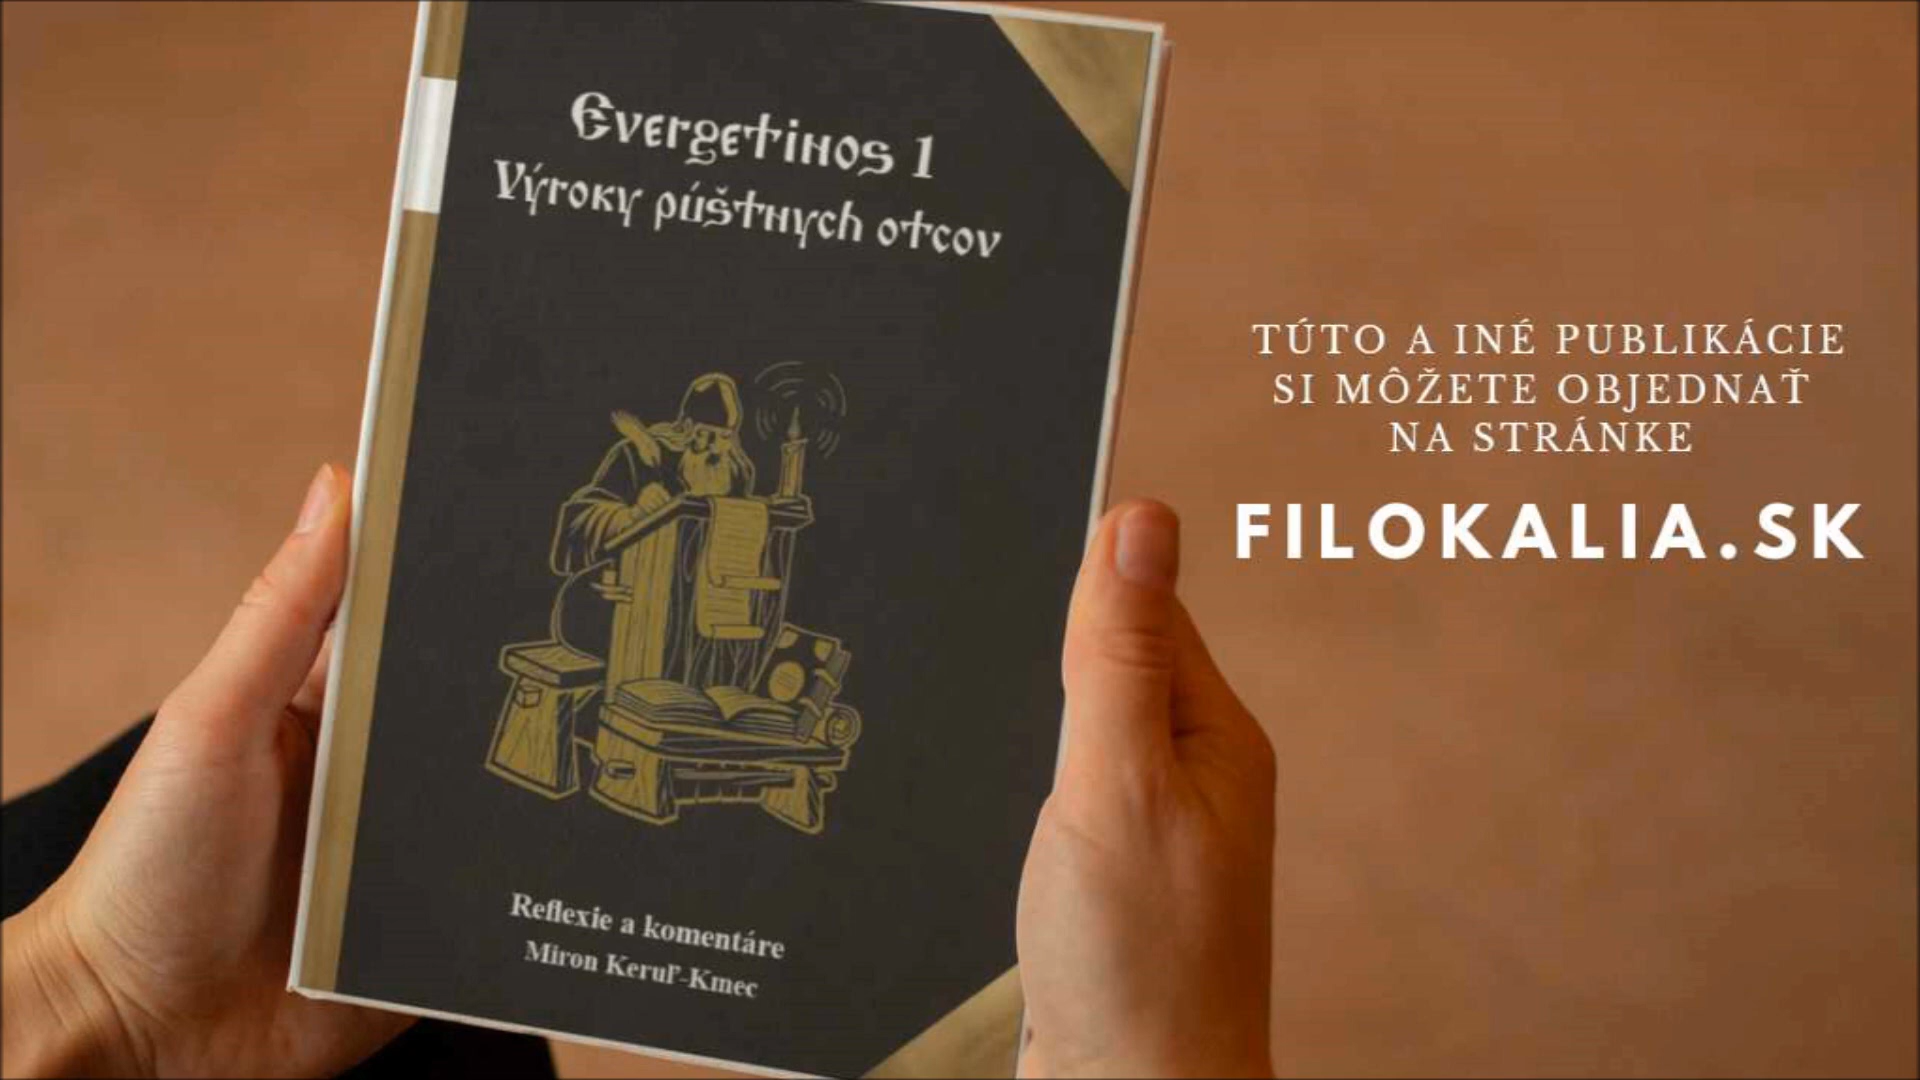 Evergetinos 1
Výroky púštnych otcov
Reflexie a komentáre
Miron Keruľ-Kmec
TÚTO A INÉ PUBLIKÁCIE
SI MÔŽETE OBJEDNAŤ
NA STRÁNKE
FILOKALIA.SK